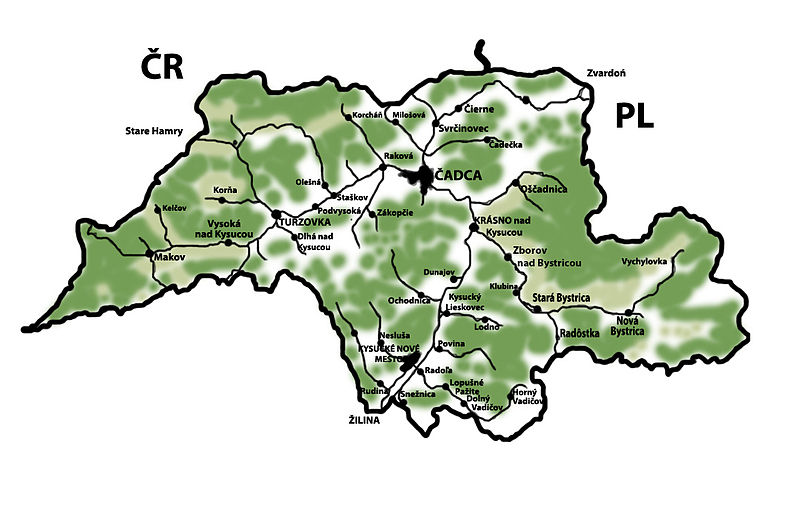 ČR
Zvardoň
PL
Stare Hamry
Korcháň
Milošová
Čierne
Svrčinovec
Čadečka
Raková
ČADCA
Olešná
Staškov
Oščadnica
Korňa
Kelčov
Podvysoká
Zákopčie
TURZOVKA
KRÁSNO nad
Kysucou
Vysoká
nad Kysucou
Dlhá nad
Kysucou
Makov
Zborov
nad Bystricou
Vychylovka
Dunajov
Klubina
Ochodnica
Kysucký
Lieskovec
Stará Bystrica
Lodno
Nová
Bystrica
Radôstka
Nesluša
KYSUCKÉ NOVÉ
MESTO
Povina
Radoľa
Rudina
Snežnica
Lopušné
Pažite
Dolný
Vadičov
Horný
Vadičov
ŽILINA